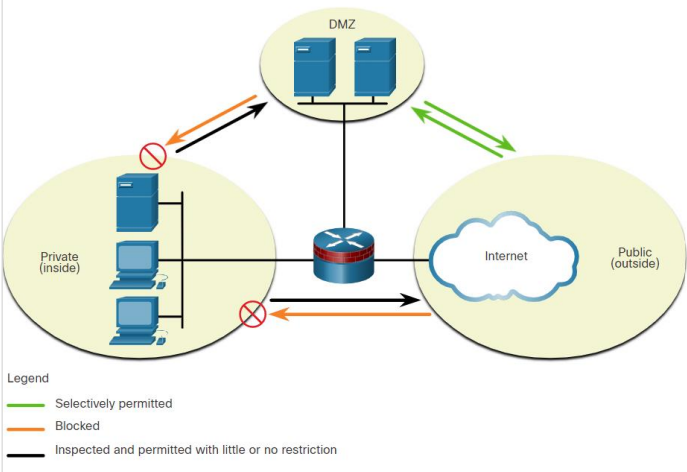 DMZ
Private
(inside)
Internet
Public
(outside)
Legend
Selectively permitted
Blocked
Inspected and permitted with little or no restriction